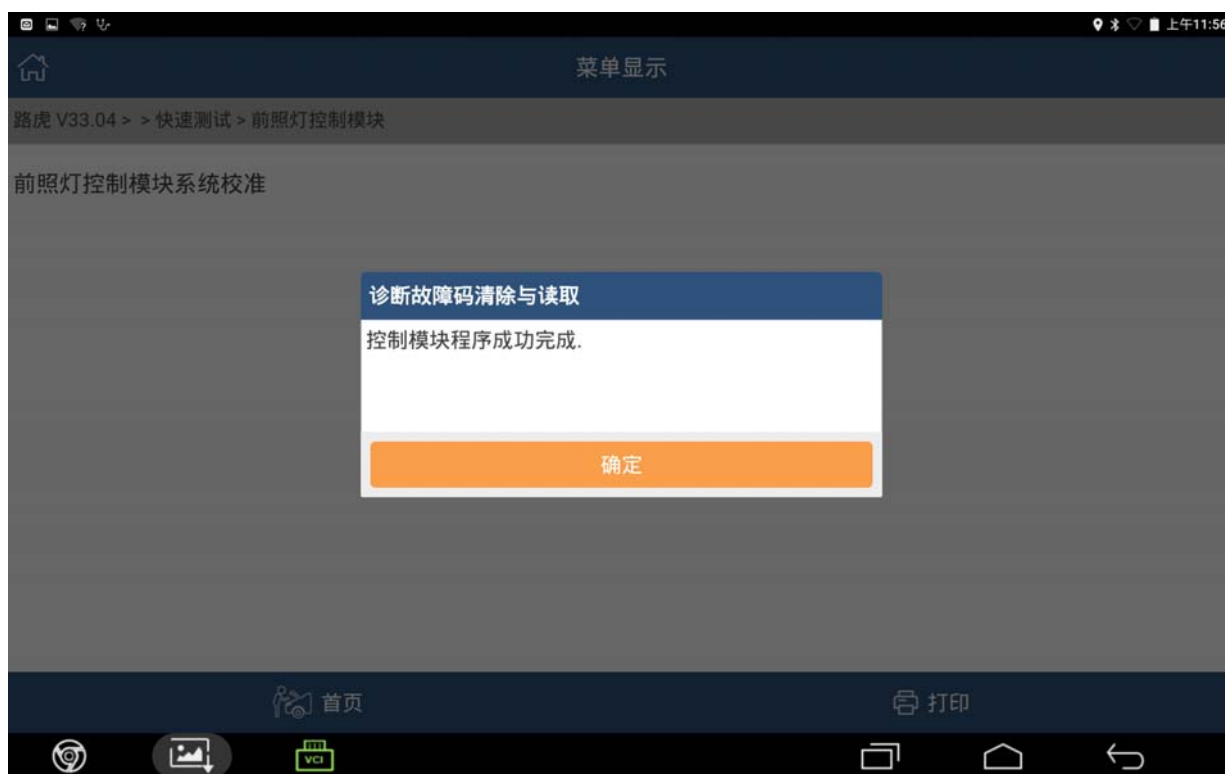 上午11:56
菜单显示
路虎 V33.04 > > 快速测试 > 前照灯控制模块
前照灯控制模块系统校准
诊断故障码清除与读取
控制模块程序成功完成.
确定
首页
打印
VCI